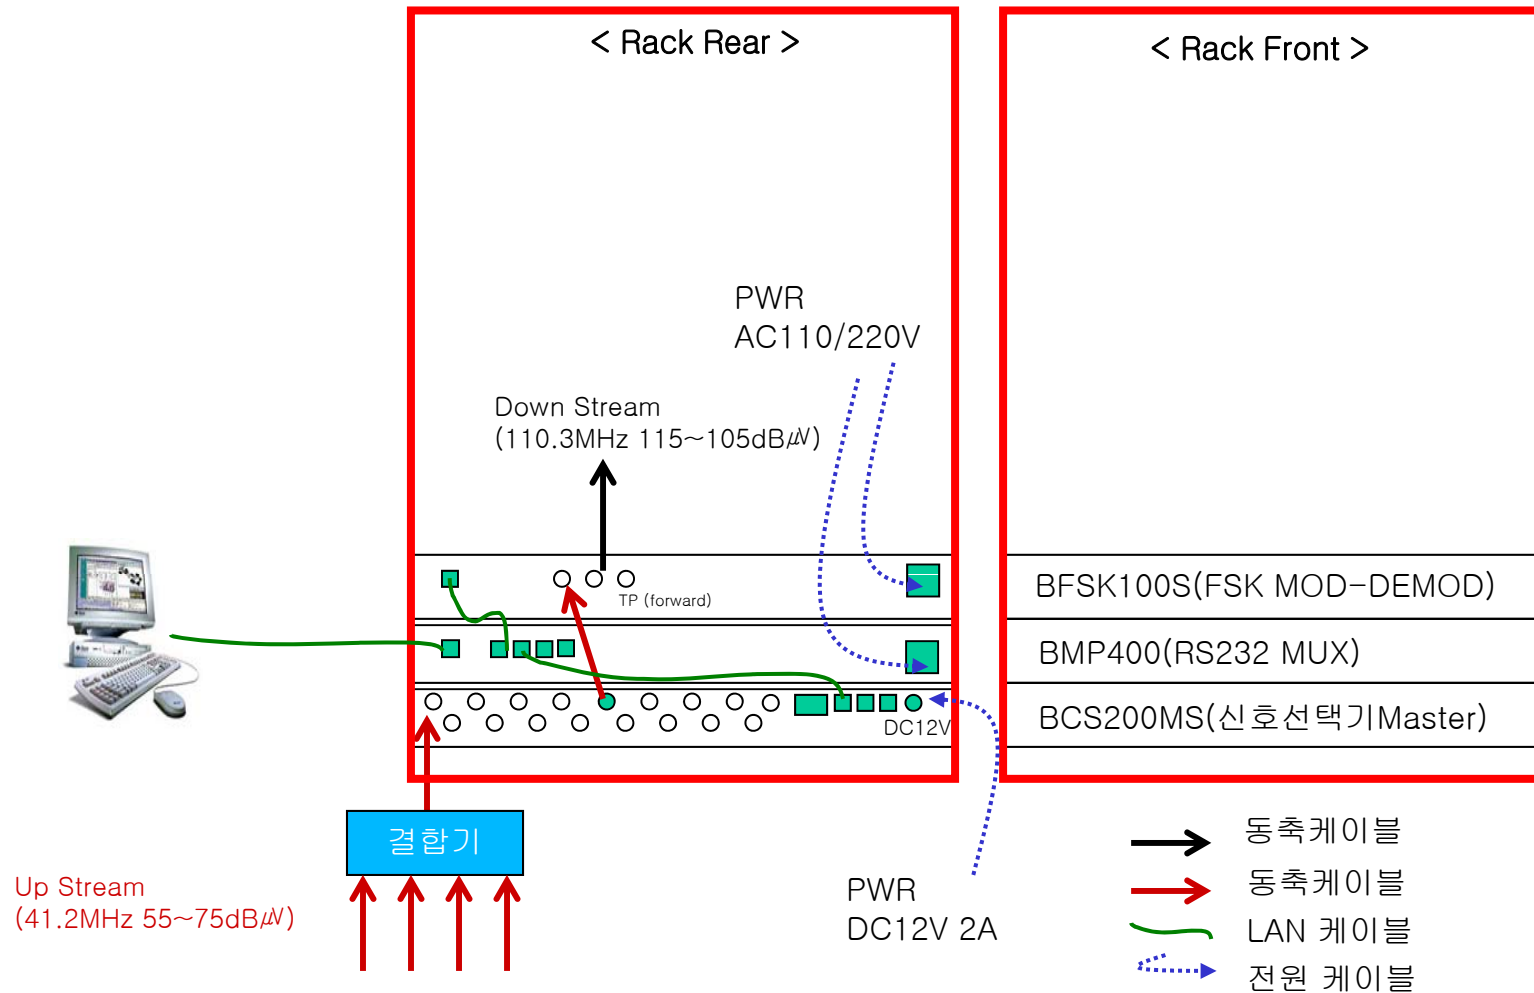 < Rack Rear >
< Rack Front >
PWR
AC110/220V
Down Stream
(110.3MHz 115~105dB㎶)
TP (forward)
BFSK100S(FSK MOD-DEMOD)
BMP400(RS232 MUX)
BCS200MS(신호선택기Master)
DC12V
결합기
Up Stream
(41.2MHz 55~75dB㎶)
PWR
DC12V 2A
동축케이블
동축케이블
LAN 케이블
전원 케이블